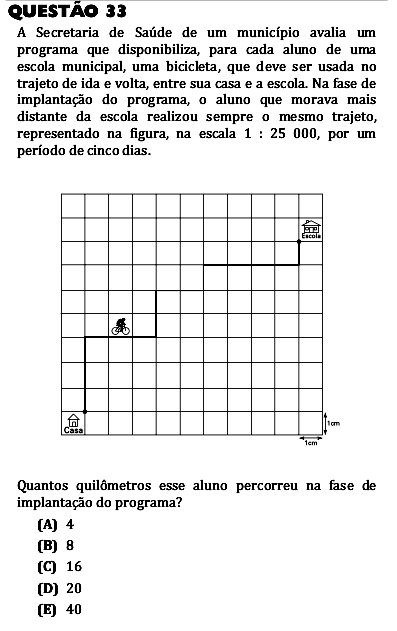 QUESTÃO 33
A Secretaria de Saúde de um município avalia um
programa que disponibiliza, para cada aluno de uma
escola municipal, uma bicicleta, que deve ser usada no
trajeto de ida e volta, entre sua casa e a escola. Na fase de
implantação do programa, o aluno que morava mais
distante da escola realizou sempre o mesmo trajeto,
representado na figura, na escala 1 : 25 000, por um
período de cinco dias.
Escola
Casa
1cm
1cm
Quantos quilômetros esse aluno percorreu na fase de
implantação do programa?
(A) 4
(B) 8
(C) 16
(D) 20
(E) 40